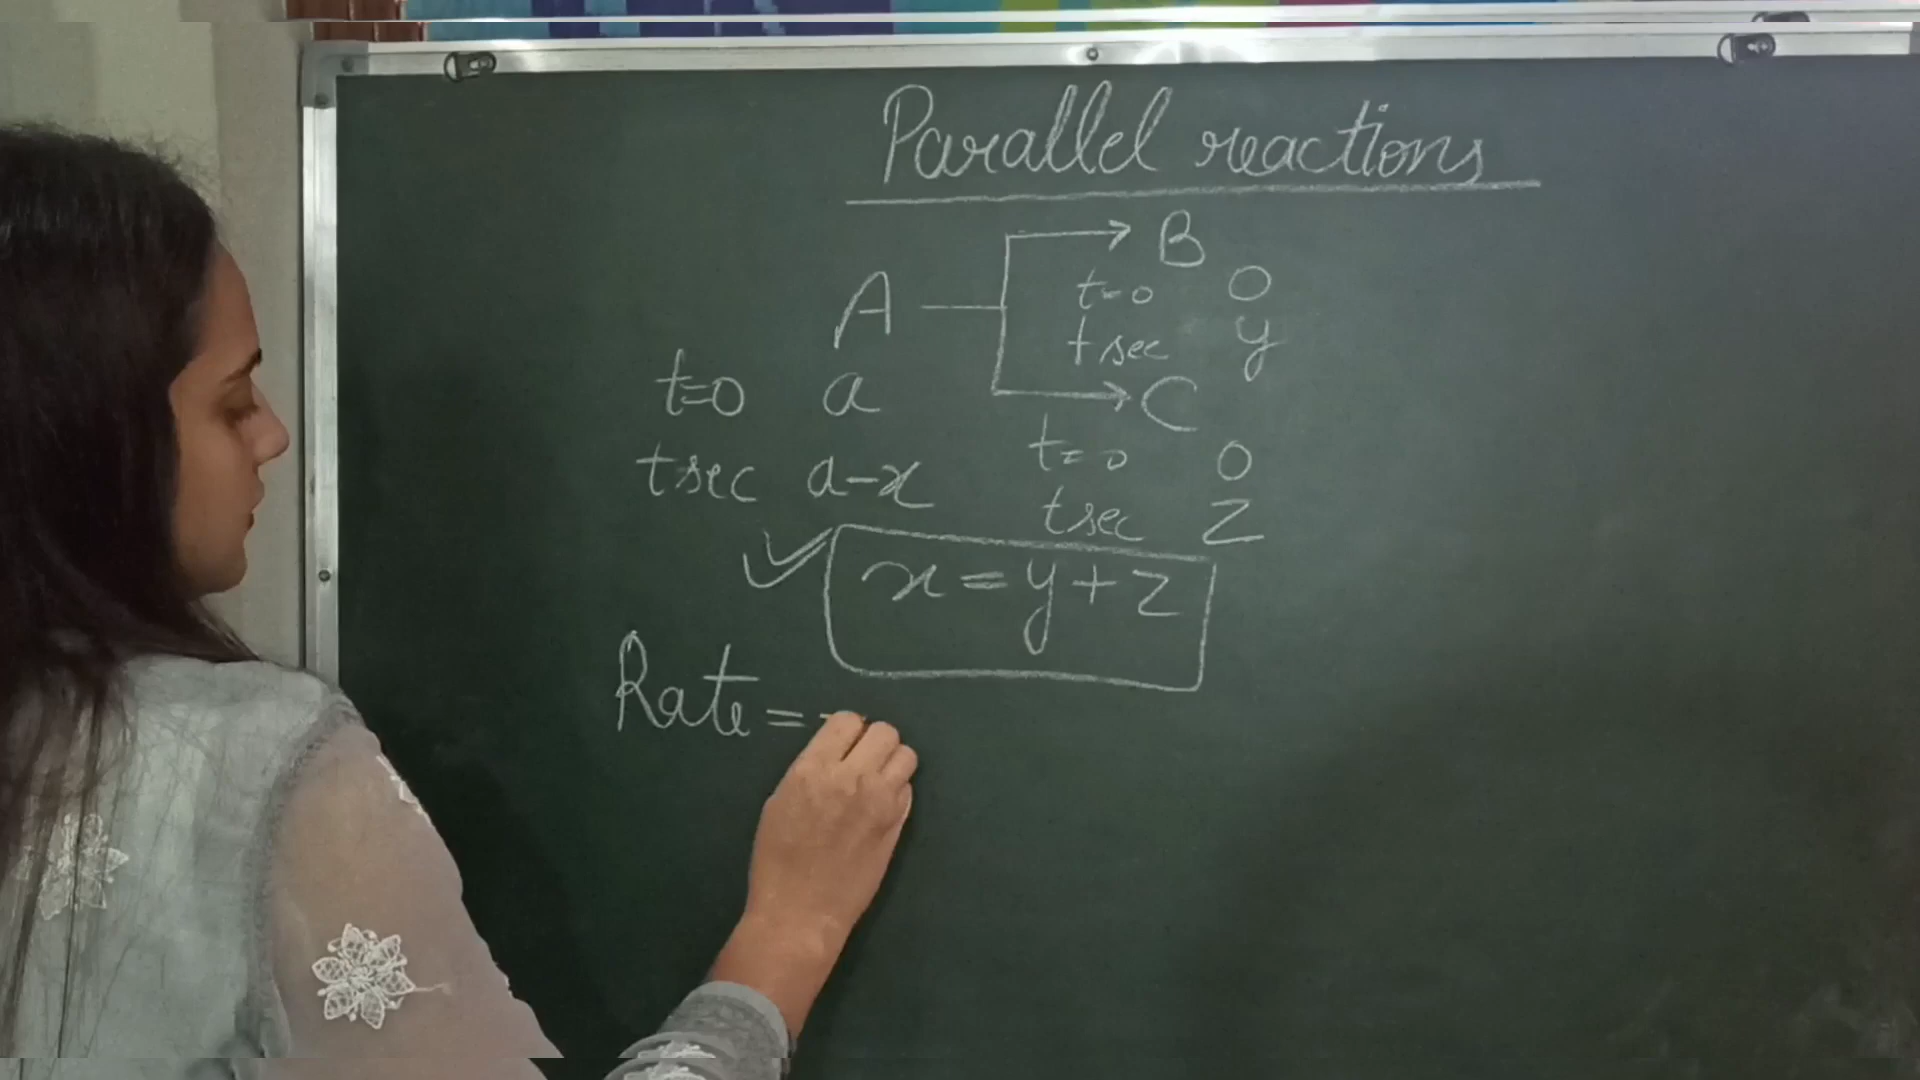 Parallel reactions
B
t=0 0
A
t sec y
t=0 a
C
t=0 0
t sec a-x
t sec z
x = y + z
Rate = -